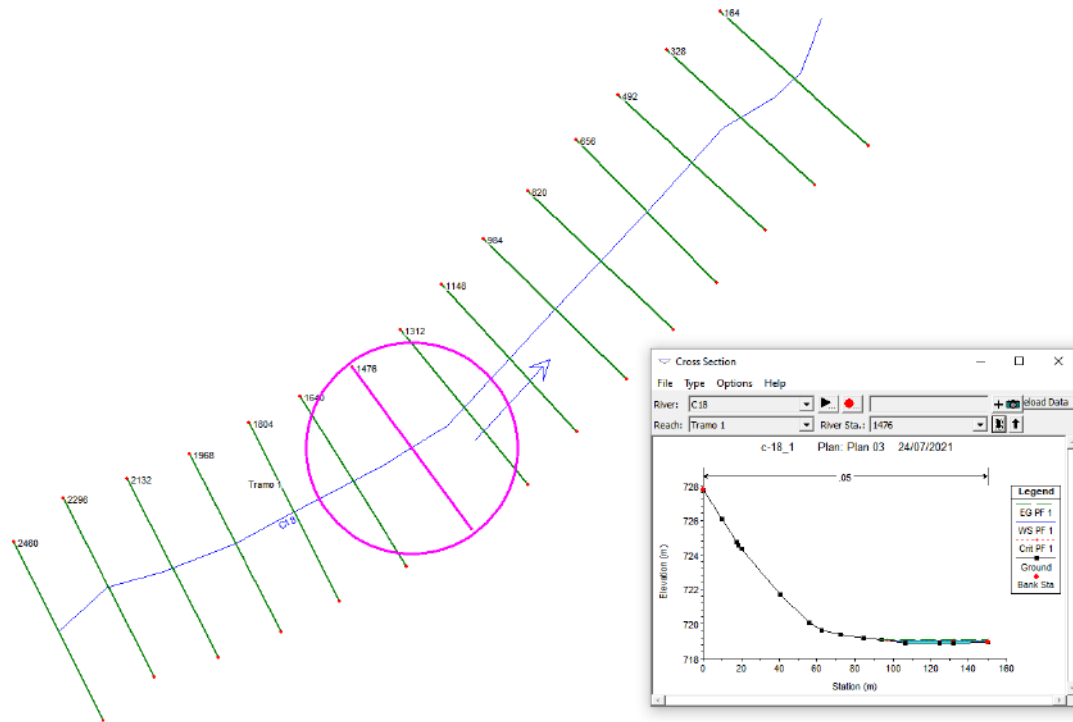 164
328
492
656
820
984
1148
1312
1476
1640
1804
1968
2132
2296
2460
Tramo 1
C18
Cross Section
File Type Options Help
River: C18
eload Data
Reach: Tramo 1 River Sta.: 1476
c-18_1 Plan: Plan 03 24/07/2021
.05
728
726
724
722
720
718
0 20 40 60 80 100 120 140 160
Elevation (m)
Station (m)
Legend
EG PF 1
WS PF 1
Crit PF 1
Ground
Bank Sta